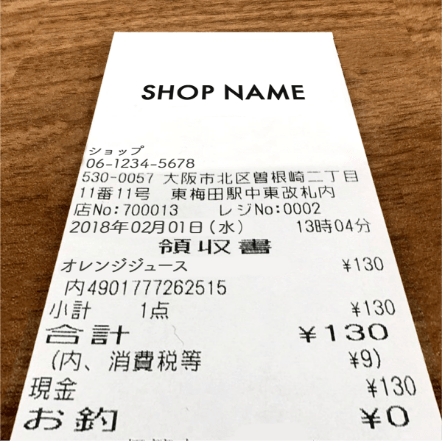 SHOP NAME
ショップ
06-1234-5678
530-0057 大阪市北区曽根崎二丁目
11番11号 東梅田駅中東改札内
店No:700013 レジNo:0002
2018年02月01日(水) 13時04分
領収書
オレンジジュース ¥130
内4901777262515
小計 1点 ¥130
合計 ¥130
(内、消費税等 ¥9)
現金 ¥130
お釣 ¥0